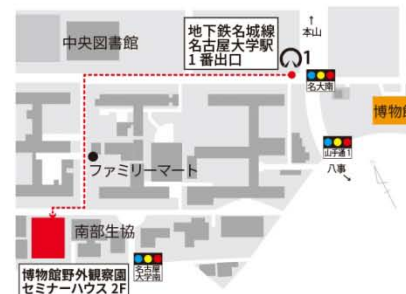 ↑
本山
中央図書館
地下鉄名城線
名古屋大学駅
1番出口
1
名大南
博物館
山手通1
八事
↘
ファミリーマート
南部生協
博物館野外観察園
セミナーハウス 2F
名古屋
大学南